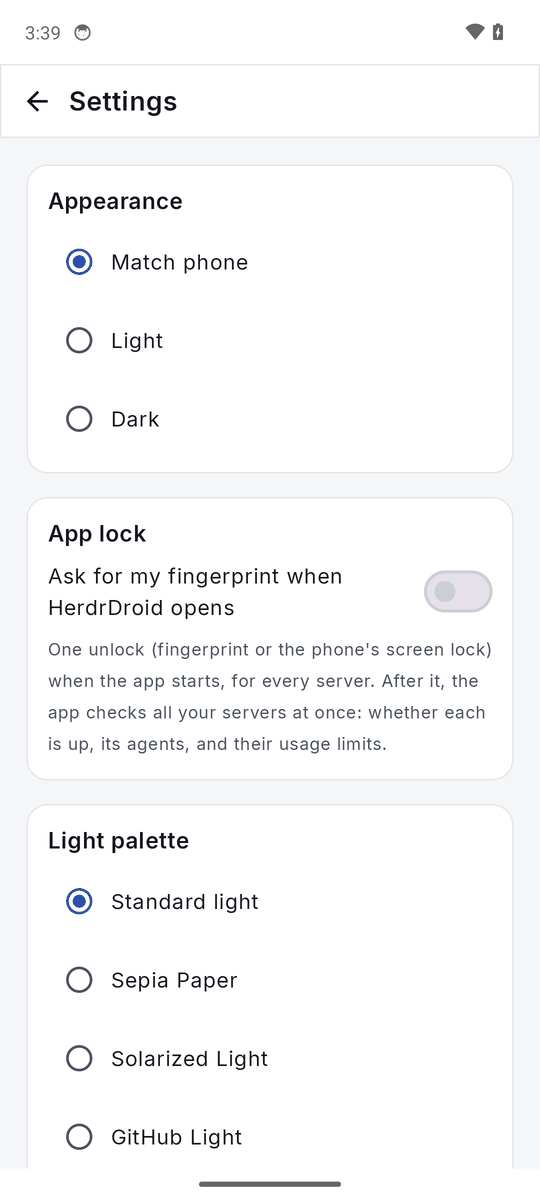 3:39
Settings
Appearance
Match phone
Light
Dark
App lock
Ask for my fingerprint when
HerdrDroid opens
One unlock (fingerprint or the phone's screen lock)
when the app starts, for every server. After it, the
app checks all your servers at once: whether each
is up, its agents, and their usage limits.
Light palette
Standard light
Sepia Paper
Solarized Light
GitHub Light